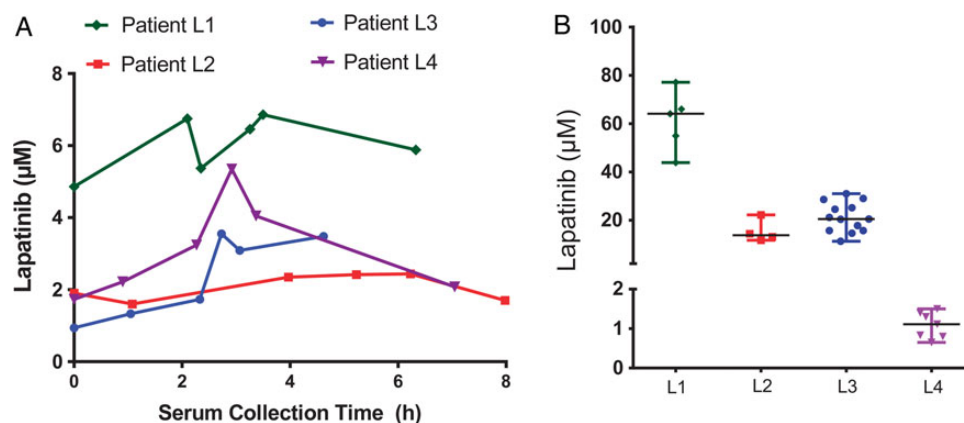 A
Patient L1
Patient L3
Patient L2
Patient L4
Lapatinib (μM)
8
6
4
2
0
0 2 4 6 8
Serum Collection Time (h)
B
Lapatinib (μM)
100
80
60
40
20
2
1
0
L1 L2 L3 L4